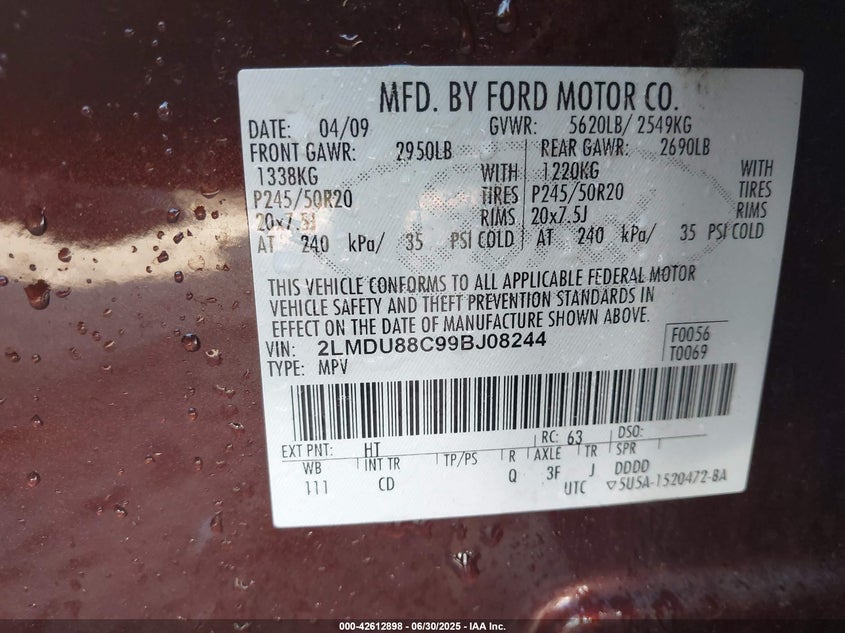 MFD. BY FORD MOTOR CO.
DATE: 04/09 GVWR: 5620LB/ 2549KG
FRONT GAWR: 2950LB REAR GAWR: 2690LB
1338KG WITH 1220KG WITH
P245/50R20 TIRES P245/50R20 TIRES
20x7.5J RIMS 20x7.5J RIMS
AT 240 kPa/ 35 PSI COLD AT 240 kPa/ 35 PSI COLD
THIS VEHICLE CONFORMS TO ALL APPLICABLE FEDERAL MOTOR
VEHICLE SAFETY AND THEFT PREVENTION STANDARDS IN
EFFECT ON THE DATE OF MANUFACTURE SHOWN ABOVE.
VIN: 2LMDU88C99BJ08244 F0056
TYPE: MPV T0069
EXT PNT: HT RC: 63 DSO:
WB INT TR TP/PS R AXLE TR SPR
111 CD Q 3F J DDDD
UTC ▽5U5A-1520472-BA
000-42612898 - 06/30/2025 - IAA Inc.